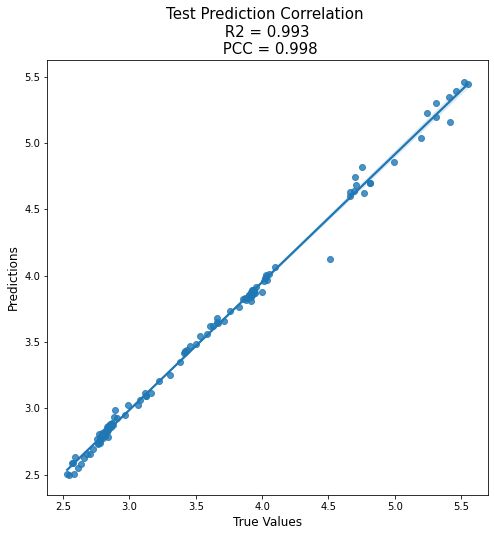 Test Prediction Correlation
R2 = 0.993
PCC = 0.998
5.5
5.0
4.5
4.0
3.5
3.0
2.5
Predictions
2.5 3.0 3.5 4.0 4.5 5.0 5.5
True Values